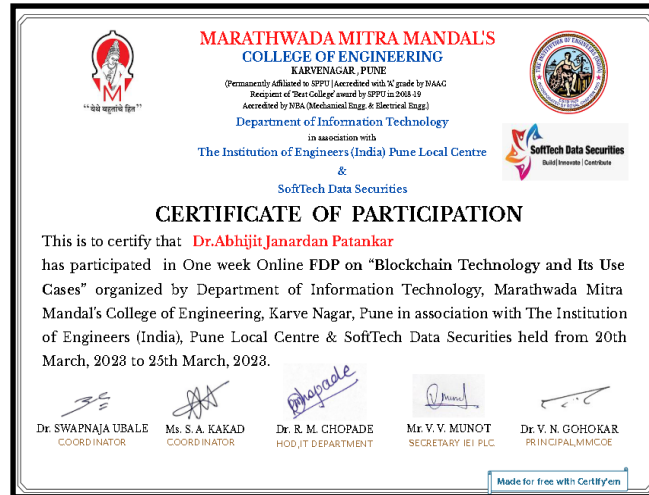 MARATHWADA MITRA MANDAL'S
COLLEGE OF ENGINEERING
KARVENAGAR, PUNE
(Permanently Affiliated to SPPU | Accredited with 'A' grade by NAAC
Recipient of 'Best College' award by SPPU in 2018-19
Accredited by NBA (Mechanical Engg. & Electrical Engg.)
"येथे बहुतांचे हित"
Department of Information Technology
in association with
The Institution of Engineers (India) Pune Local Centre
&
SoftTech Data Securities
SoftTech Data Securities
Build| Innovate | Contribute
CERTIFICATE OF PARTICIPATION
This is to certify that Dr.Abhijit Janardan Patankar
has participated in One week Online FDP on "Blockchain Technology and Its Use
Cases" organized by Department of Information Technology, Marathwada Mitra
Mandal's College of Engineering, Karve Nagar, Pune in association with The Institution
of Engineers (India), Pune Local Centre & SoftTech Data Securities held from 20th
March, 2023 to 25th March, 2023.
Dr. SWAPNAJA UBALE Ms. S. A. KAKAD Dr. R. M. CHOPADE Mr. V. V. MUNOT Dr. V. N. GOHOKAR
COORDINATOR COORDINATOR HOD,IT DEPARTMENT SECRETARY IEI PLC PRINCIPAL,MMCOE
Made for free with Certify'em